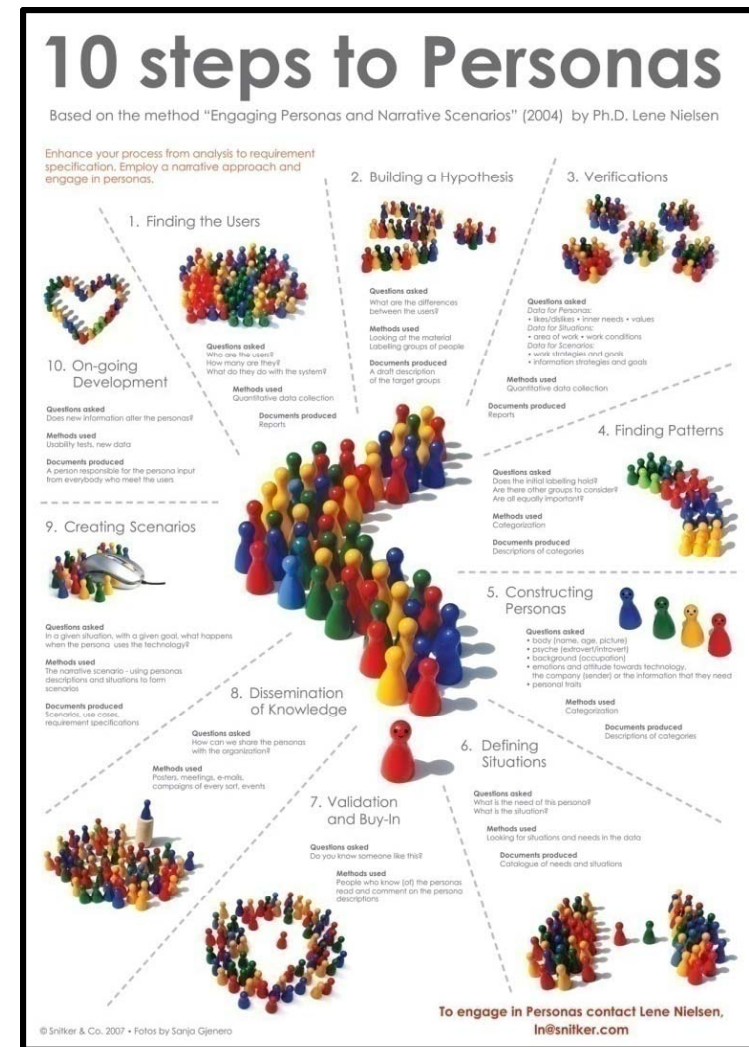 10 steps to Personas
Based on the method "Engaging Personas and Narrative Scenarios" (2004) by Ph.D. Lene Nielsen
Enhance your process from analysis to requirement
specification. Employ a narrative approach and
engage in personas.
1. Finding the Users
Questions asked
Who are the users?
How many are they?
What do they do with the system?
Methods used
Quantitative data collection
Documents produced
Reports
2. Building a Hypothesis
Questions asked
What are the differences
between the users?
Methods used
Looking at the material
Labelling groups of people
Documents produced
A draft description
of the target groups
3. Verifications
Questions asked
Data for Personas:
• likes/dislikes • inner needs • values
Data for Situations:
• area of work • work conditions
Data for Scenarios:
• work strategies and goals
• information strategies and goals
Methods used
Quantitative data collection
Documents produced
Reports
4. Finding Patterns
Questions asked
Does the initial labelling hold?
Are there other groups to consider?
Are all equally important?
Methods used
Categorization
Documents produced
Descriptions of categories
5. Constructing
Personas
Questions asked
• body (name, age, picture)
• psyche (extrovert/introvert)
• background (occupation)
• emotions and attitude towards technology,
the company (sender) or the information that they need
• personal traits
Methods used
Categorization
Documents produced
Descriptions of categories
6. Defining
Situations
Questions asked
What is the need of this persona?
What is the situation?
Methods used
Looking for situations and needs in the data
Documents produced
Catalogue of needs and situations
7. Validation
and Buy-In
Questions asked
Do you know someone like this?
Methods used
People who know (of) the personas
read and comment on the persona
descriptions
8. Dissemination
of Knowledge
Questions asked
How can we share the personas
with the organization?
Methods used
Posters, meetings, e-mails,
campaigns of every sort, events
9. Creating Scenarios
Questions asked
In a given situation, with a given goal, what happens
when the persona uses the technology?
Methods used
The narrative scenario - using personas
descriptions and situations to form
scenarios
Documents produced
Scenarios, use cases,
requirement specifications
10. On-going
Development
Questions asked
Does new information alter the personas?
Methods used
Usability tests, new data
Documents produced
A person responsible for the persona input
from everybody who meet the users
To engage in Personas contact Lene Nielsen,
ln@snitker.com
© Snitker & Co. 2007 • Fotos by Sanja Gjenero